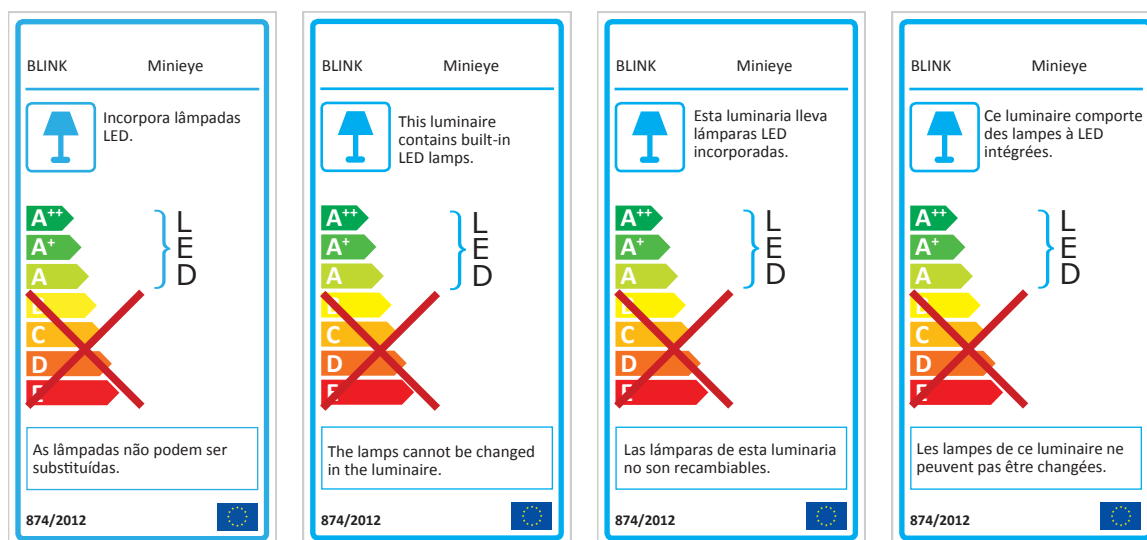 BLINK Minieye
Incorpora lâmpadas
LED.
A++
A+
A
B
C
D
E
L
E
D
As lâmpadas não podem ser
substituídas.
874/2012
BLINK Minieye
This luminaire
contains built-in
LED lamps.
A++
A+
A
B
C
D
E
L
E
D
The lamps cannot be changed
in the luminaire.
874/2012
BLINK Minieye
Esta luminaria lleva
lámparas LED
incorporadas.
A++
A+
A
B
C
D
E
L
E
D
Las lámparas de esta luminaria
no son recambiables.
874/2012
BLINK Minieye
Ce luminaire comporte
des lampes à LED
intégrées.
A++
A+
A
B
C
D
E
L
E
D
Les lampes de ce luminaire ne
peuvent pas être changées.
874/2012